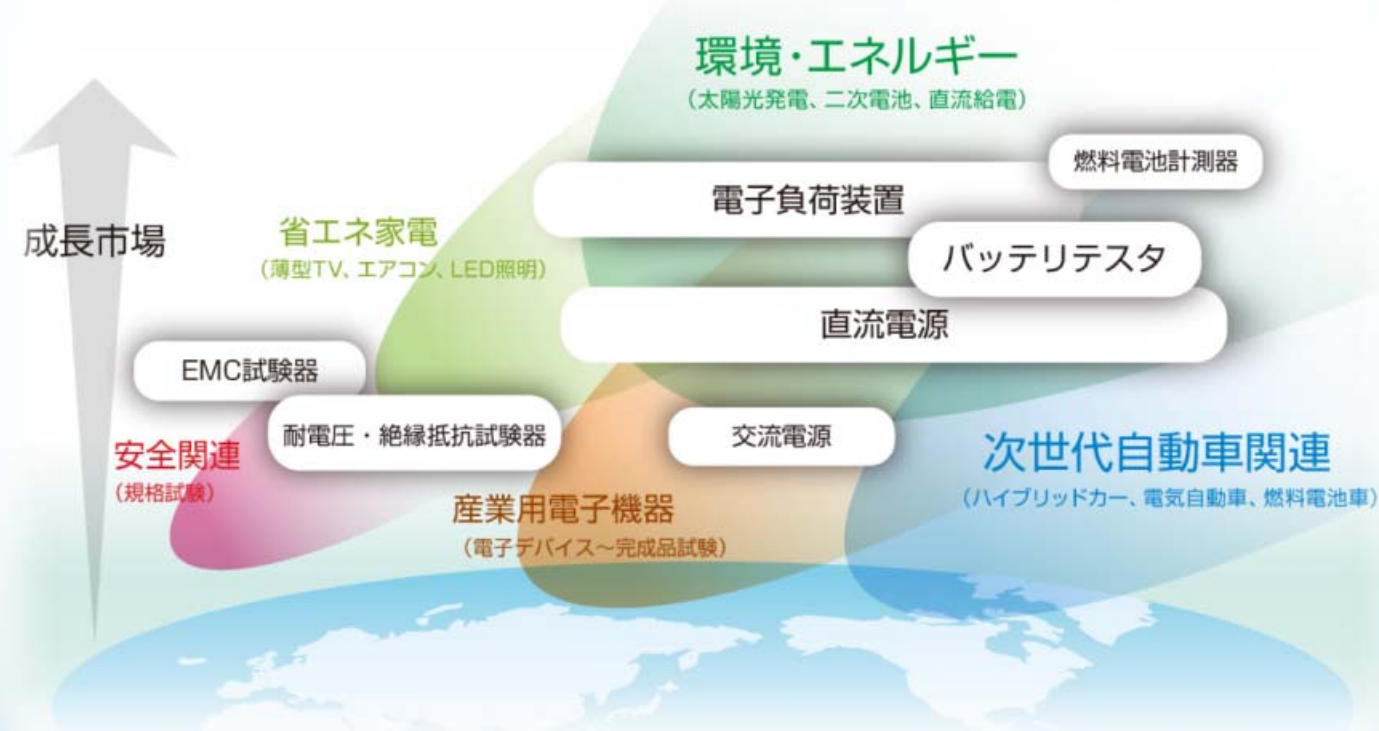 環境・エネルギー
（太陽光発電、二次電池、直流給電）
燃料電池計測器
電子負荷装置
成長市場
省エネ家電
（薄型TV、エアコン、LED照明）
バッテリテスタ
直流電源
EMC試験器
耐電圧・絶縁抵抗試験器
交流電源
安全関連
（規格試験）
次世代自動車関連
（ハイブリッドカー、電気自動車、燃料電池車）
産業用電子機器
（電子デバイス～完成品試験）